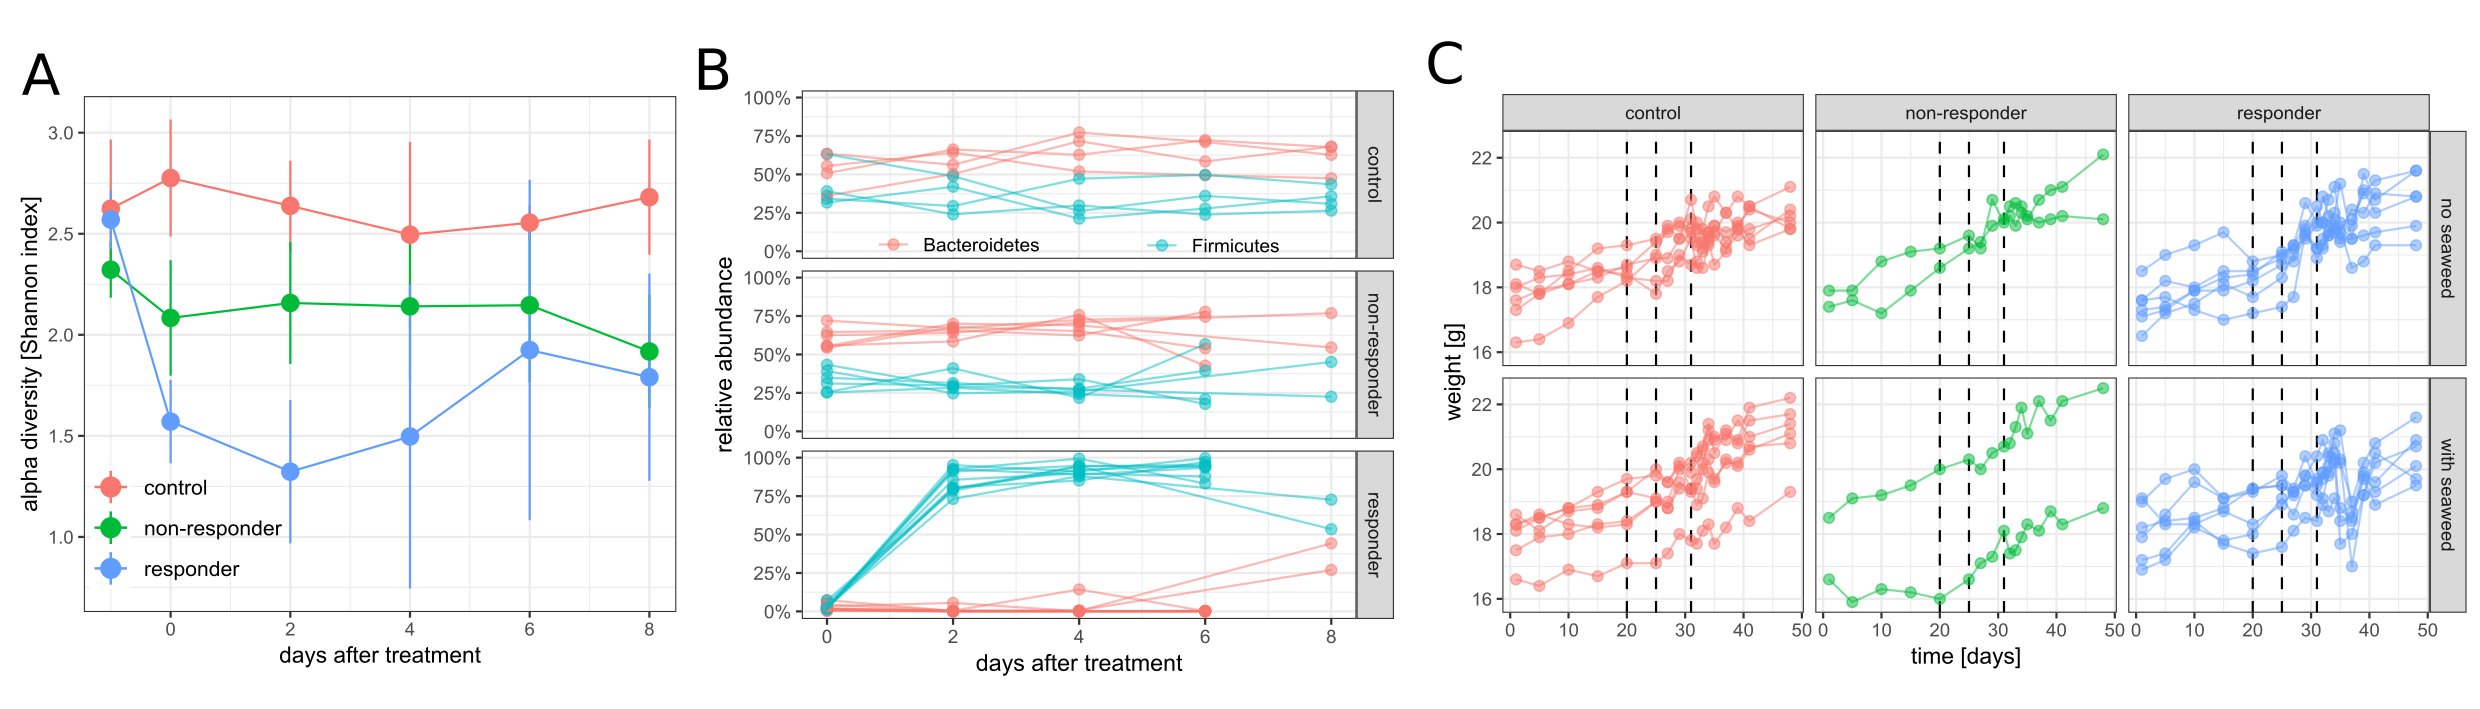 A
alpha diversity [Shannon index]
3.0
2.5
2.0
1.5
1.0
control
non-responder
responder
0 2 4 6 8
days after treatment
B
relative abundance
100%
75%
50%
25%
0%
control
Bacteroidetes Firmicutes
100%
75%
50%
25%
0%
non-responder
100%
75%
50%
25%
0%
responder
0 2 4 6 8
days after treatment
C
weight [g]
control non-responder responder
22
20
18
16
no seaweed
22
20
18
16
with seaweed
0 10 20 30 40 50 0 10 20 30 40 50 0 10 20 30 40 50
time [days]